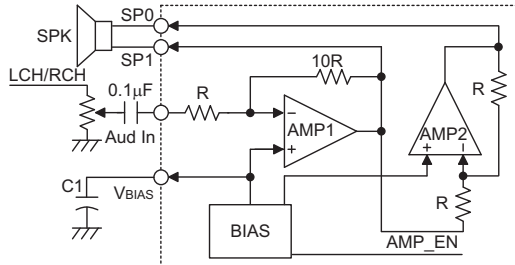 SP0
SPK
SP1
LCH/RCH
10R
0.1µF
R
R
−
AMP1
AMP2
Aud In
+
+
−
C1
VBIAS
R
BIAS
AMP_EN